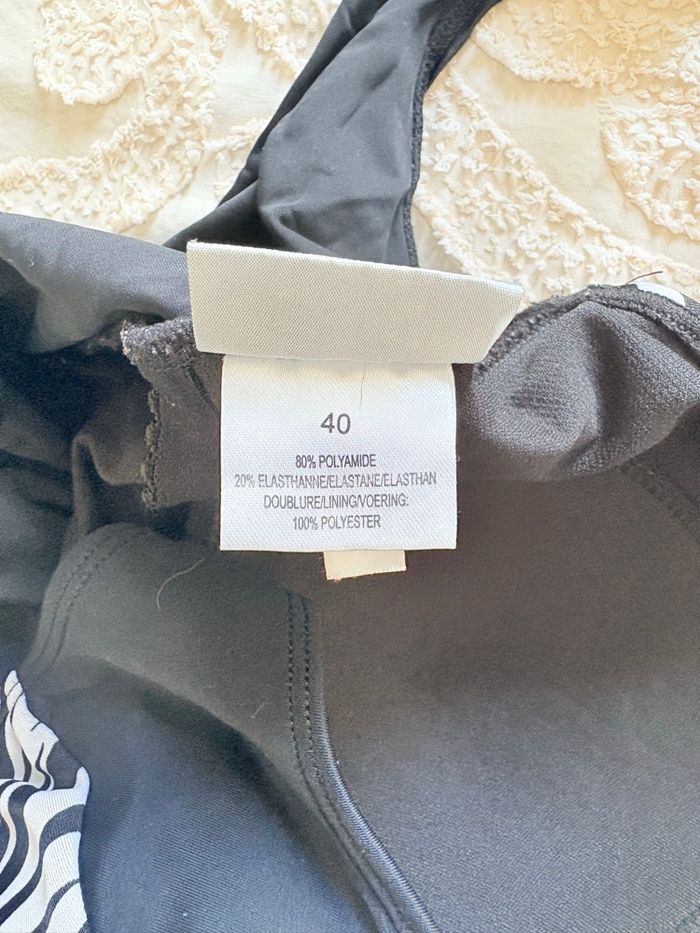 40
80% POLYAMIDE
20% ELASTHANNE/ELASTANE/ELASTHAN
DOUBLURE/LINING/VOERING:
100% POLYESTER